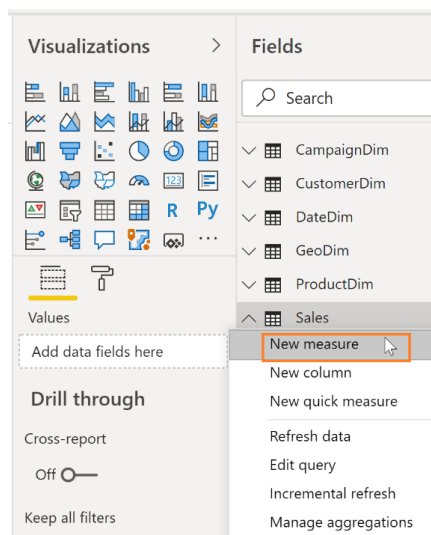 Visualizations
Fields
Search
123
R
Py
CampaignDim
CustomerDim
DateDim
GeoDim
ProductDim
Sales
Values
Add data fields here
Drill through
Cross-report
Off
Keep all filters
New measure
New column
New quick measure
Refresh data
Edit query
Incremental refresh
Manage aggregations